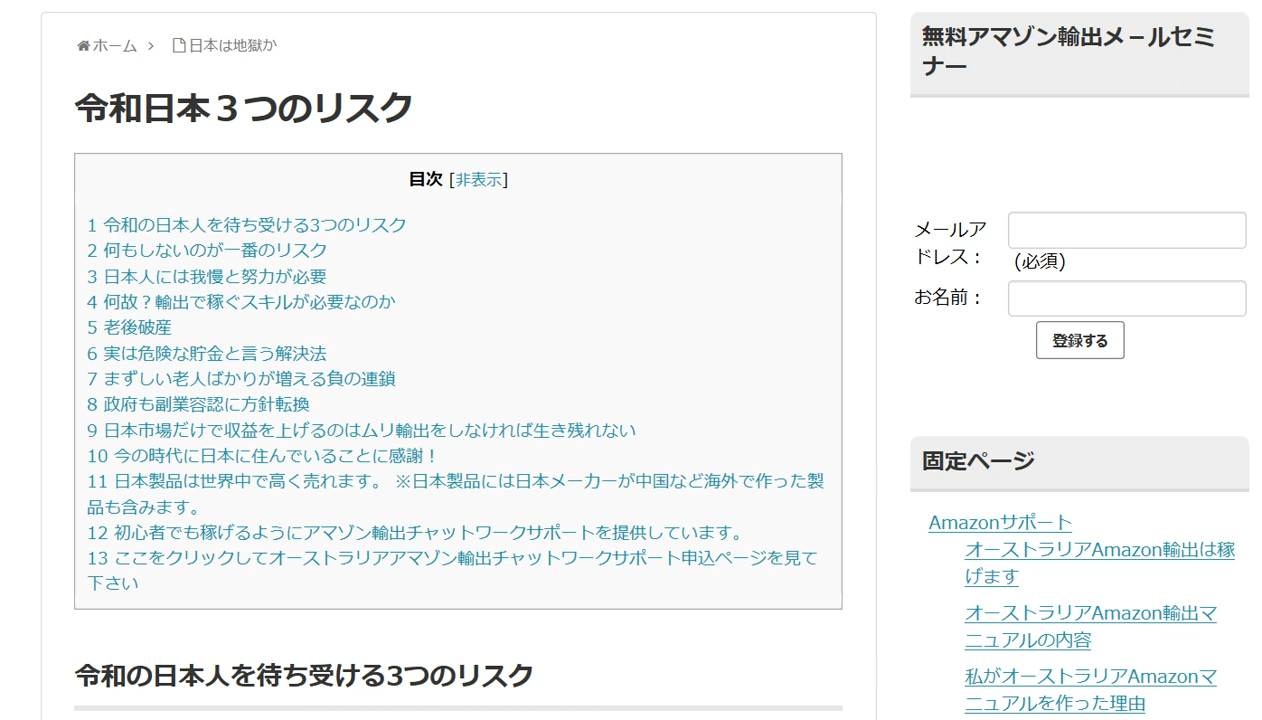 ホーム › 日本は地獄か
令和日本３つのリスク
目次 [非表示]
1 令和の日本人を待ち受ける3つのリスク
2 何もしないのが一番のリスク
3 日本人には我慢と努力が必要
4 何故？輸出で稼ぐスキルが必要なのか
5 老後破産
6 実は危険な貯金と言う解決法
7 まずしい老人ばかりが増える負の連鎖
8 政府も副業容認に方針転換
9 日本市場だけで収益を上げるのはムリ輸出をしなければ生き残れない
10 今の時代に日本に住んでいることに感謝！
11 日本製品は世界中で高く売れます。 ※日本製品には日本メーカーが中国など海外で作った製
品も含みます。
12 初心者でも稼げるようにアマゾン輸出チャットワークサポートを提供しています。
13 ここをクリックしてオーストラリアアマゾン輸出チャットワークサポート申込ページを見て
下さい
令和の日本人を待ち受ける3つのリスク
無料アマゾン輸出メールセミ
ナー
メールア
ドレス：
(必須)
お名前：
登録する
固定ページ
Amazonサポート
オーストラリアAmazon輸出は稼
げます
オーストラリアAmazon輸出マ
ニュアルの内容
私がオーストラリアAmazonマ
ニュアルを作った理由